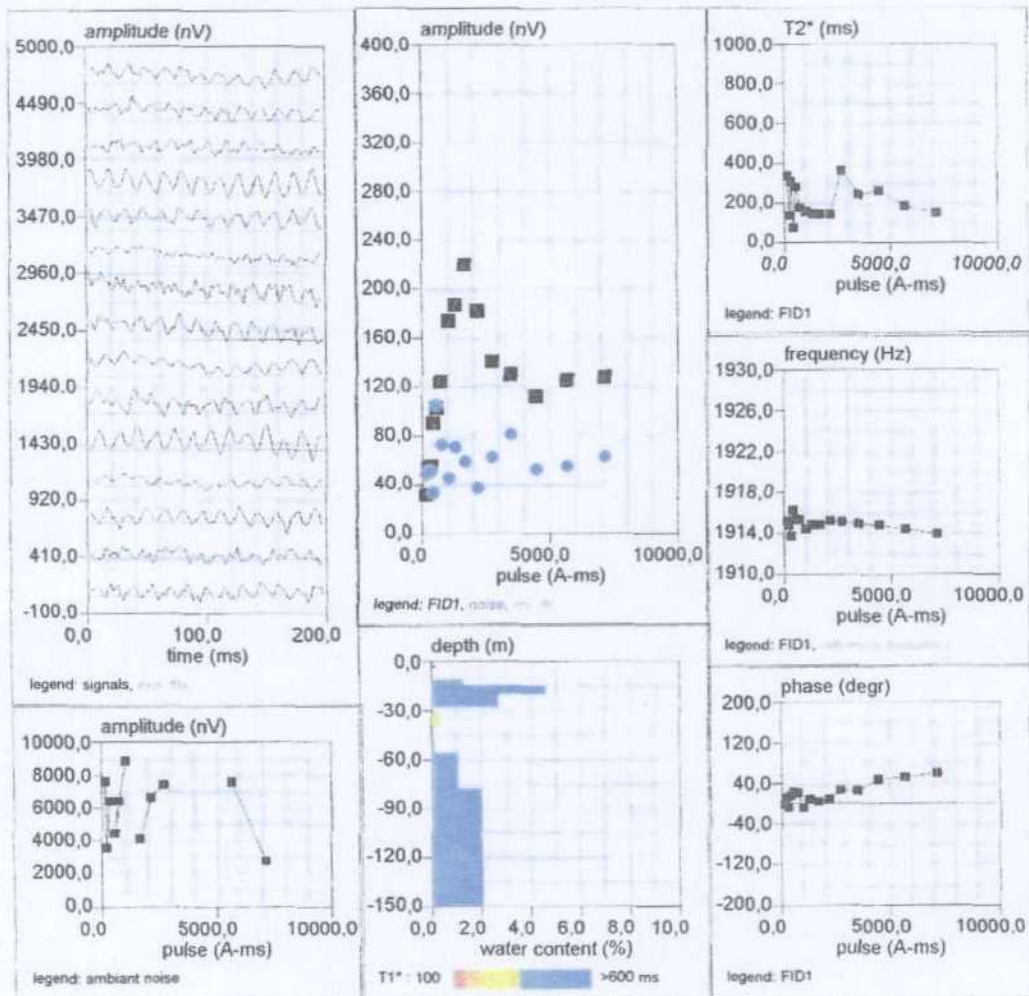 amplitude (nV)
5000,0
4490,0
3980,0
3470,0
2960,0
2450,0
1940,0
1430,0
920,0
410,0
-100,0
0,0 100,0 200,0
time (ms)
legend: signals,
amplitude (nV)
10000,0
8000,0
6000,0
4000,0
2000,0
0,0
0,0 5000,0 10000,0
pulse (A-ms)
legend: ambiant noise
amplitude (nV)
400,0
360,0
320,0
280,0
240,0
200,0
160,0
120,0
80,0
40,0
0,0
0,0 5000,0 10000,0
pulse (A-ms)
legend: FID1, noise,
depth (m)
0,0
-30,0
-60,0
-90,0
-120,0
-150,0
0,0 2,0 4,0 6,0 8,0 10,0
water content (%)
T1* : 100 >600 ms
T2* (ms)
1000,0
800,0
600,0
400,0
200,0
0,0
0,0 5000,0 10000,0
pulse (A-ms)
legend: FID1
frequency (Hz)
1930,0
1926,0
1922,0
1918,0
1914,0
1910,0
0,0 5000,0 10000,0
pulse (A-ms)
legend: FID1,
phase (degr)
200,0
120,0
40,0
-40,0
-120,0
-200,0
0,0 5000,0 10000,0
pulse (A-ms)
legend: FID1